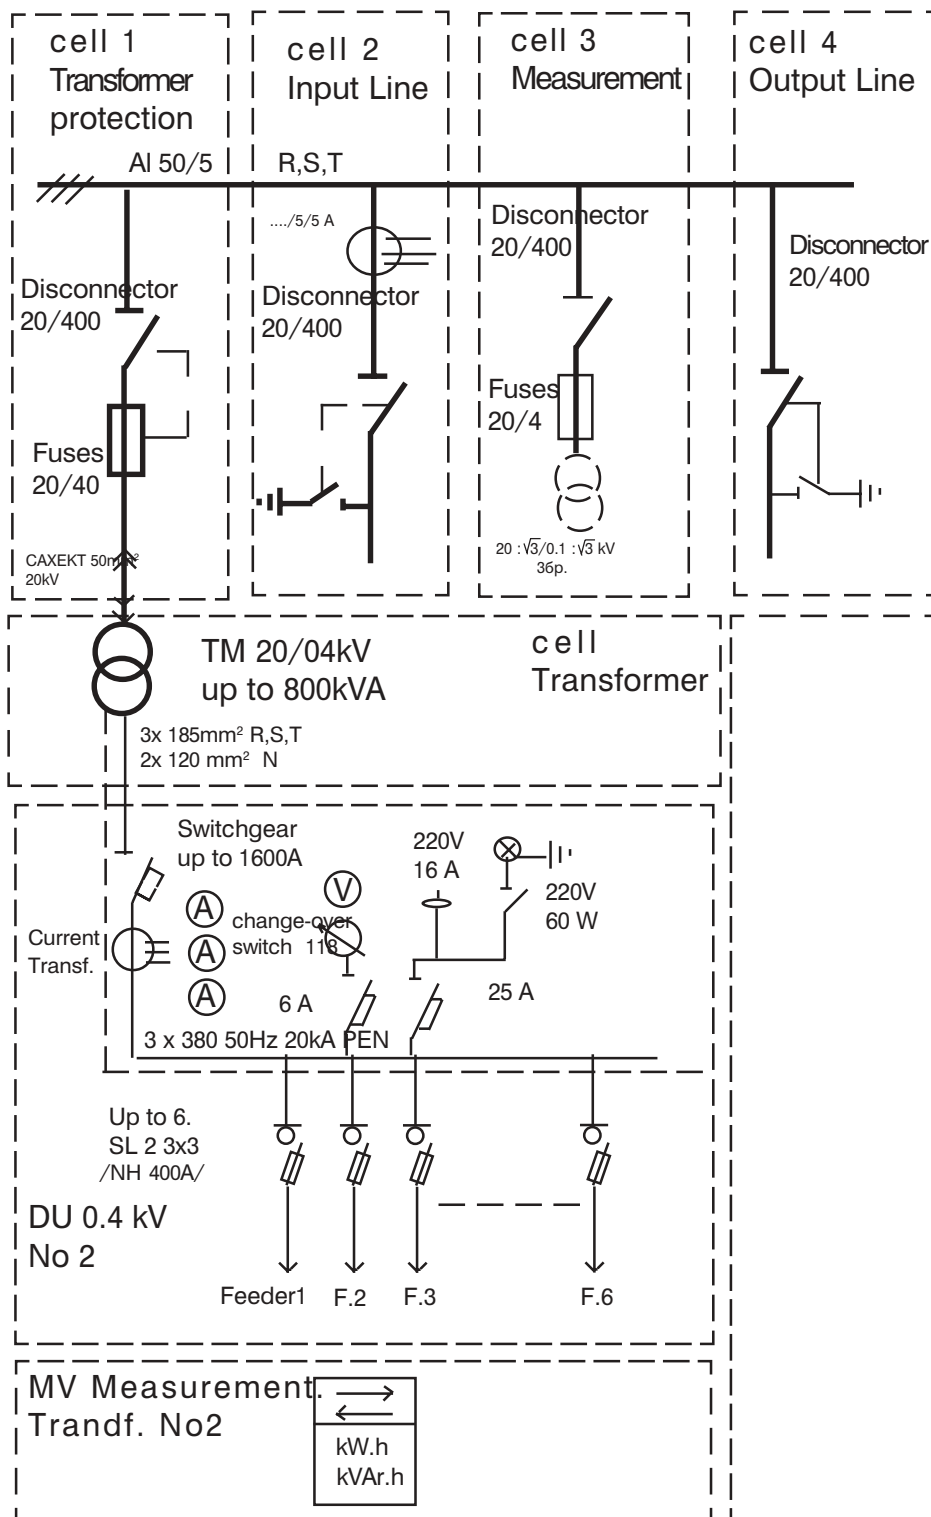 cell 1
Transformer
protection
cell 2
Input Line
cell 3
Measurement
cell 4
Output Line
Al 50/5
R,S,T
..../5/5 A
Disconnector
20/400
Disconnector
20/400
Disconnector
20/400
Disconnector
20/400
Fuses
20/40
Fuses
20/4
CAXEKT 50mm²
20kV
20 :√3/0.1 :√3 kV
3бр.
TM 20/04kV
up to 800kVA
cell
Transformer
3x 185mm² R,S,T
2x 120 mm² N
Switchgear
up to 1600A
220V
16 A
220V
60 W
V
A
A
A
change-over
switch 118
Current
Transf.
6 A
25 A
3 x 380 50Hz 20kA PEN
Up to 6.
SL 2 3x3
/NH 400A/
DU 0.4 kV
No 2
Feeder1
F.2
F.3
F.6
MV Measurement.
Trandf. No2
kW.h
kVAr.h